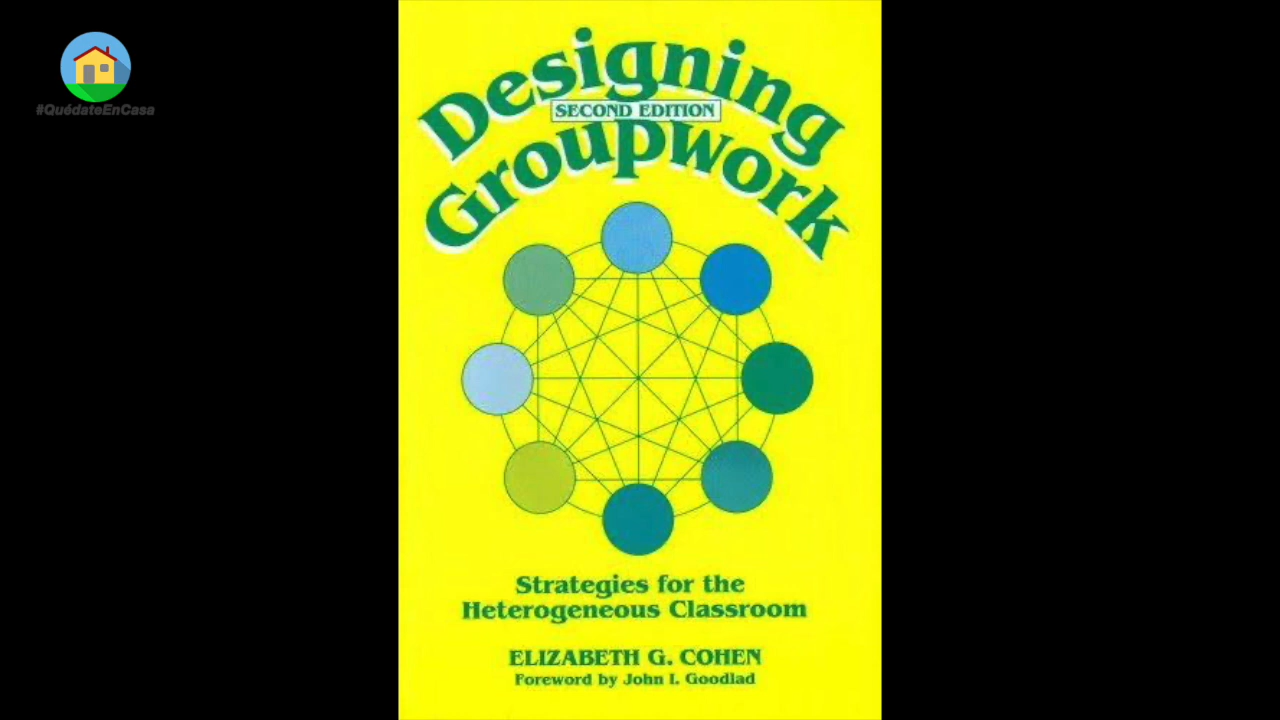 #QuédateEnCasa
Designing
SECOND EDITION
Groupwork
Strategies for the
Heterogeneous Classroom
ELIZABETH G. COHEN
Foreword by John I. Goodlad